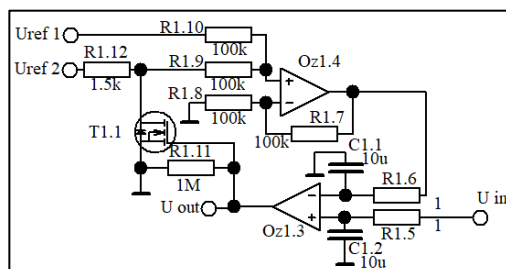 Uref 1
R1.10
100k
Uref 2
R1.12
1.5k
R1.9
100k
Oz1.4
+
−
R1.8
100k
R1.7
100k
T1.1
R1.11
1M
C1.1
10u
R1.6
1
U out
−
+
Oz1.3
R1.5
1
U in
C1.2
10u